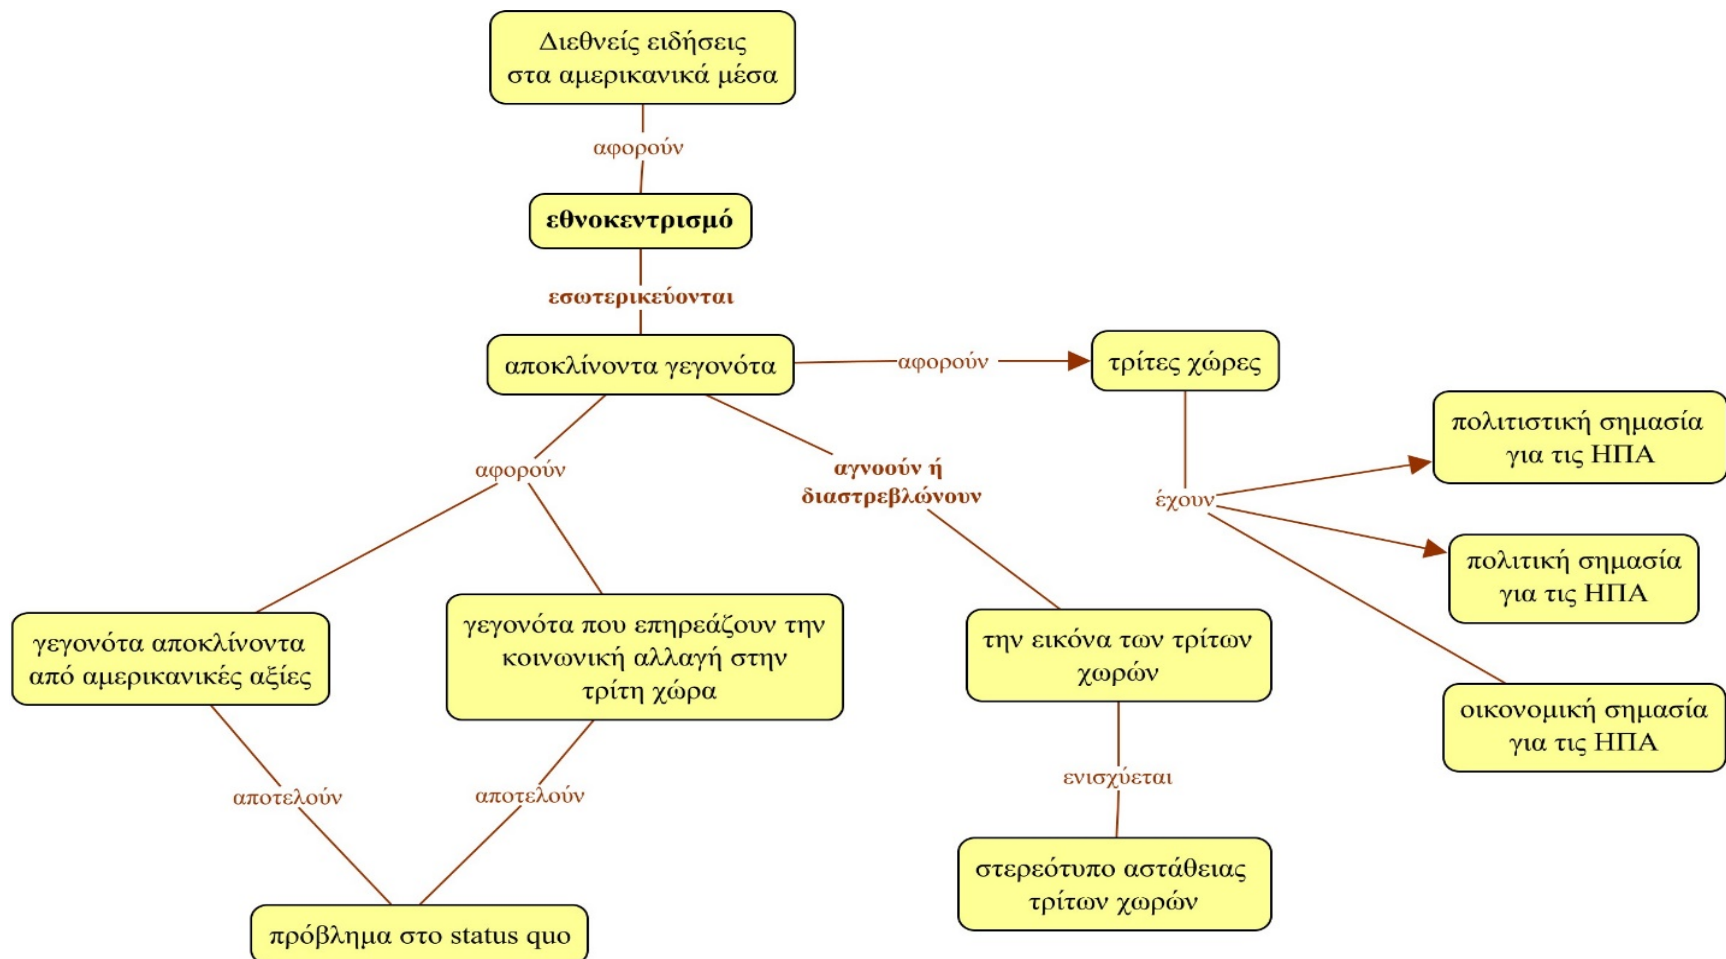 Διεθνείς ειδήσεις
στα αμερικανικά μέσα
αφορούν
εθνοκεντρισμό
εσωτερικεύονται
αποκλίνοντα γεγονότα
αφορούν
τρίτες χώρες
πολιτιστική σημασία
για τις ΗΠΑ
αφορούν
αγνοούν ή
διαστρεβλώνουν
έχουν
πολιτική σημασία
για τις ΗΠΑ
γεγονότα αποκλίνοντα
από αμερικανικές αξίες
γεγονότα που επηρεάζουν την
κοινωνική αλλαγή στην
τρίτη χώρα
την εικόνα των τρίτων
χωρών
οικονομική σημασία
για τις ΗΠΑ
αποτελούν
αποτελούν
ενισχύεται
στερεότυπο αστάθειας
τρίτων χωρών
πρόβλημα στο status quo